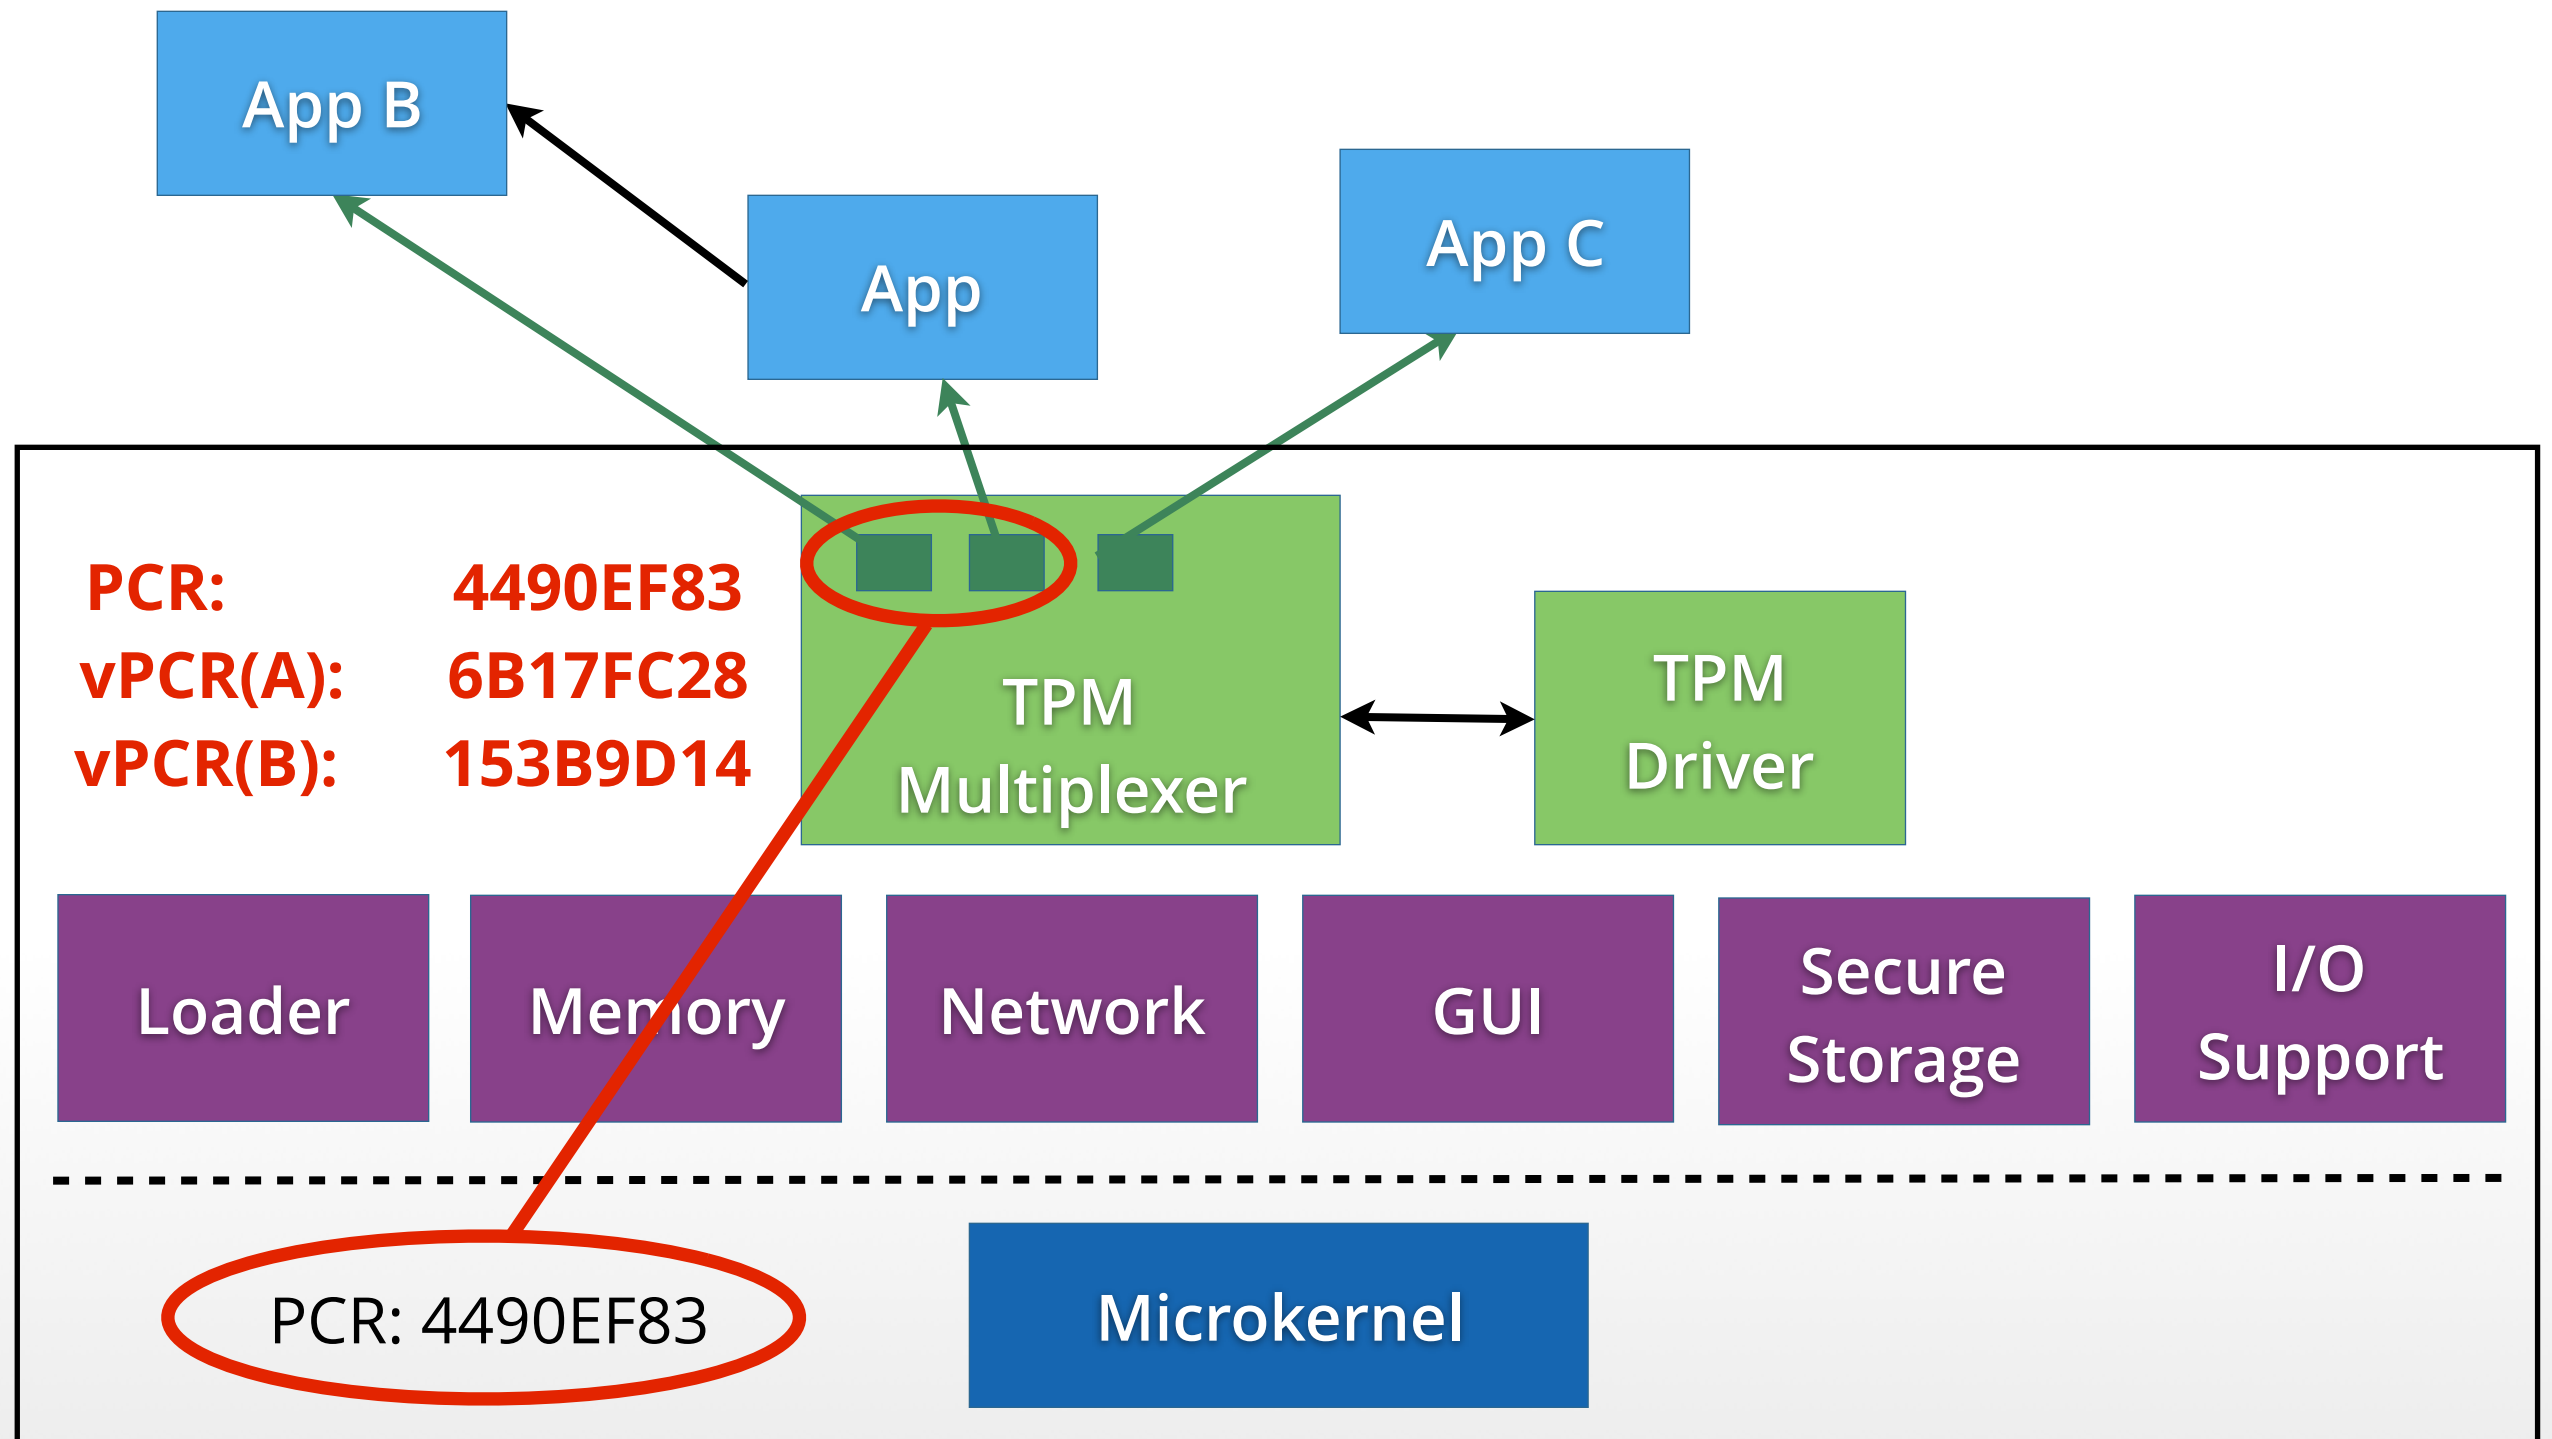 App B
App
App C
PCR: 4490EF83
vPCR(A): 6B17FC28
vPCR(B): 153B9D14
TPM
Multiplexer
TPM
Driver
Loader
Memory
Network
GUI
Secure
Storage
I/O
Support
PCR: 4490EF83
Microkernel